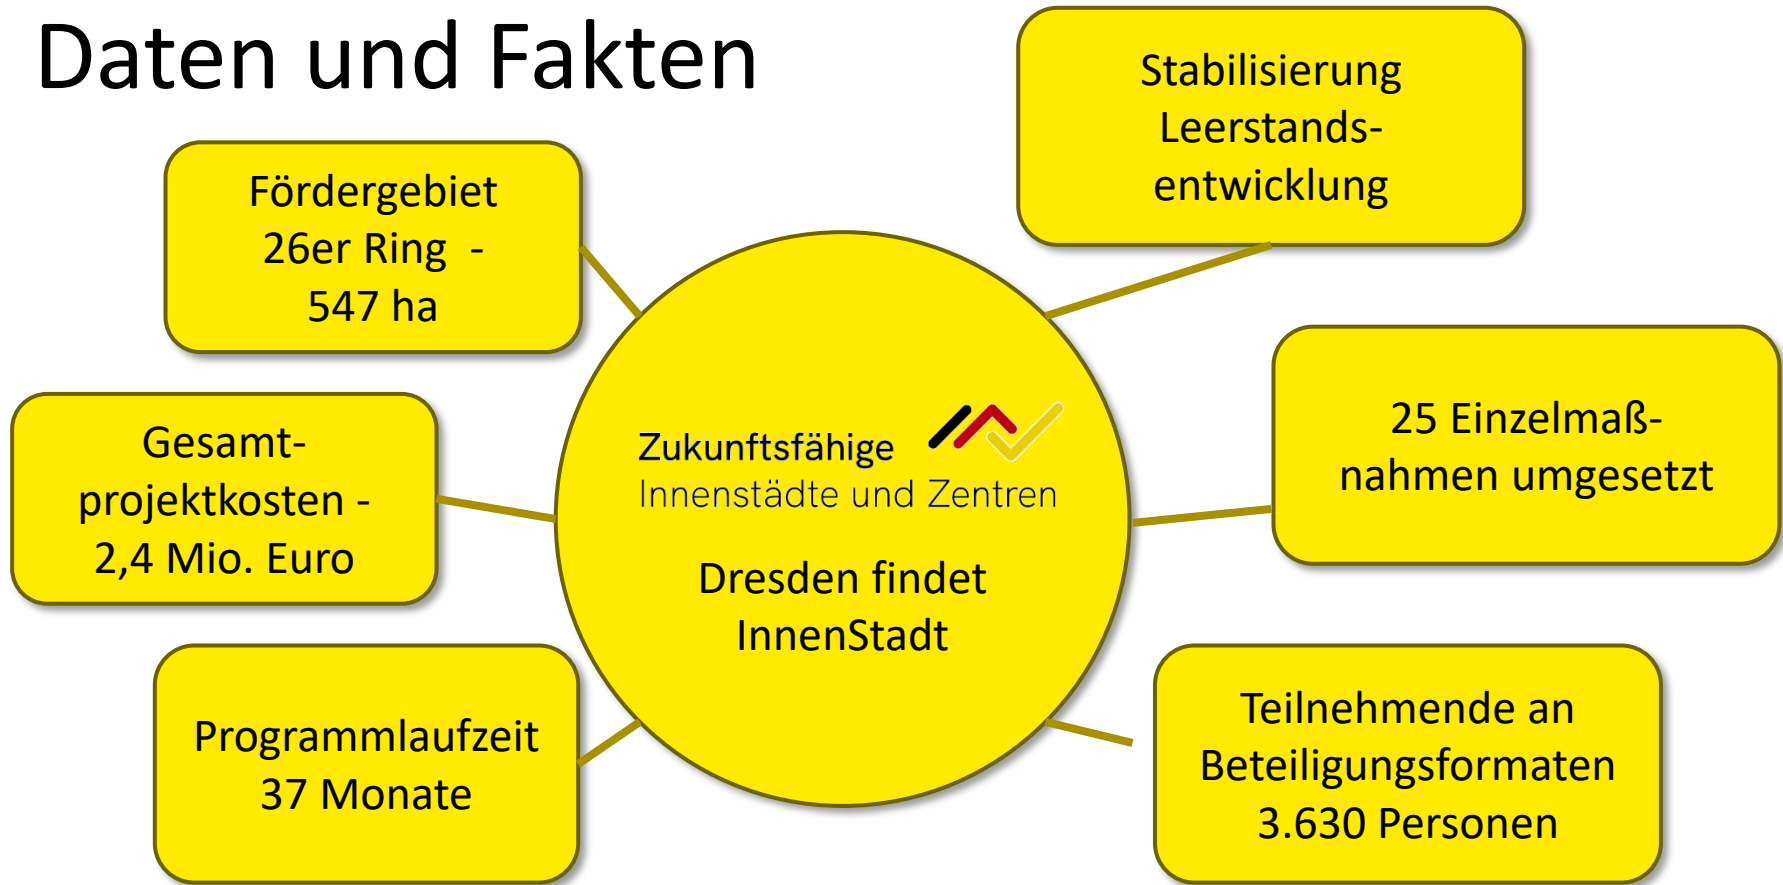 Daten und Fakten
Fördergebiet
26er Ring -
547 ha
Gesamt-
projektkosten -
2,4 Mio. Euro
Programmlaufzeit
37 Monate
Zukunftsfähige
Innenstädte und Zentren
Dresden findet
InnenStadt
Stabilisierung
Leerstands-
entwicklung
25 Einzelmaß-
nahmen umgesetzt
Teilnehmende an
Beteiligungsformaten
3.630 Personen